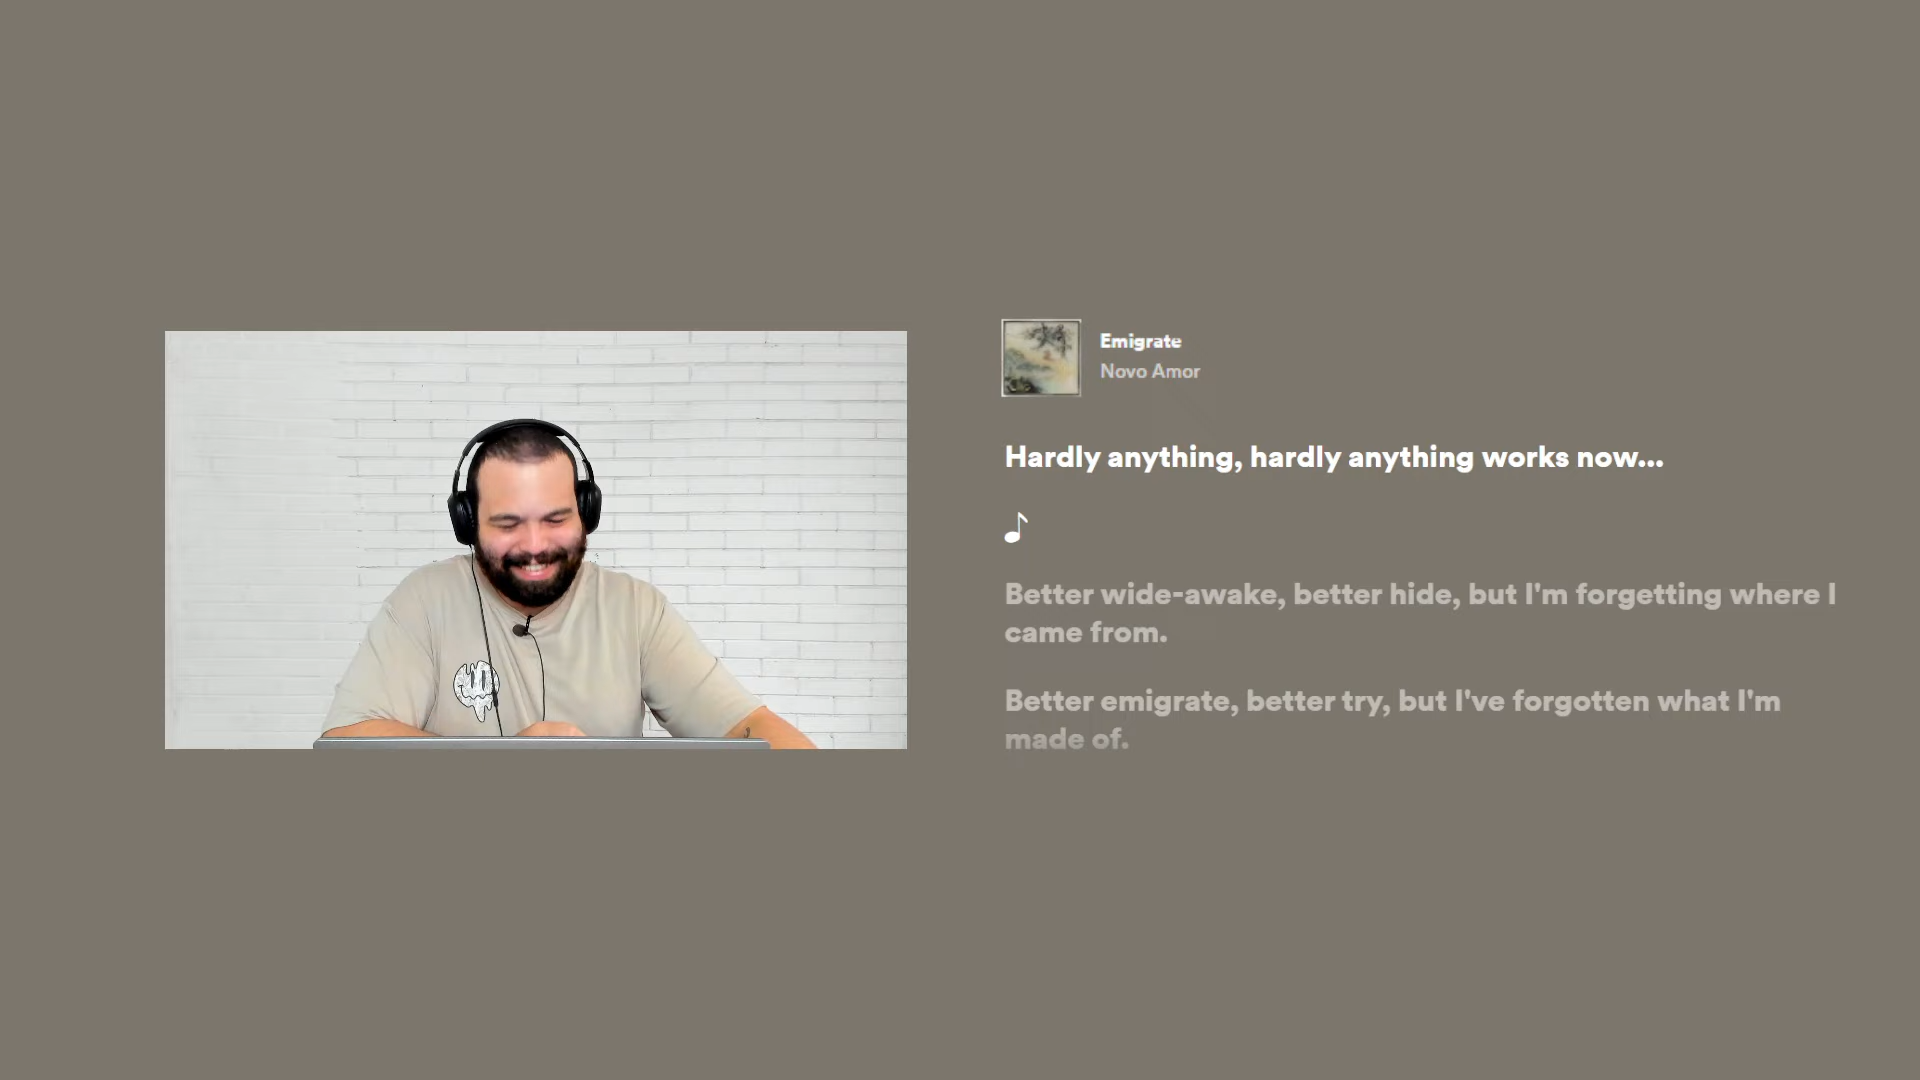 Emigrate
Novo Amor
Hardly anything, hardly anything works now...
Better wide-awake, better hide, but I'm forgetting where I
came from.
Better emigrate, better try, but I've forgotten what I'm
made of.